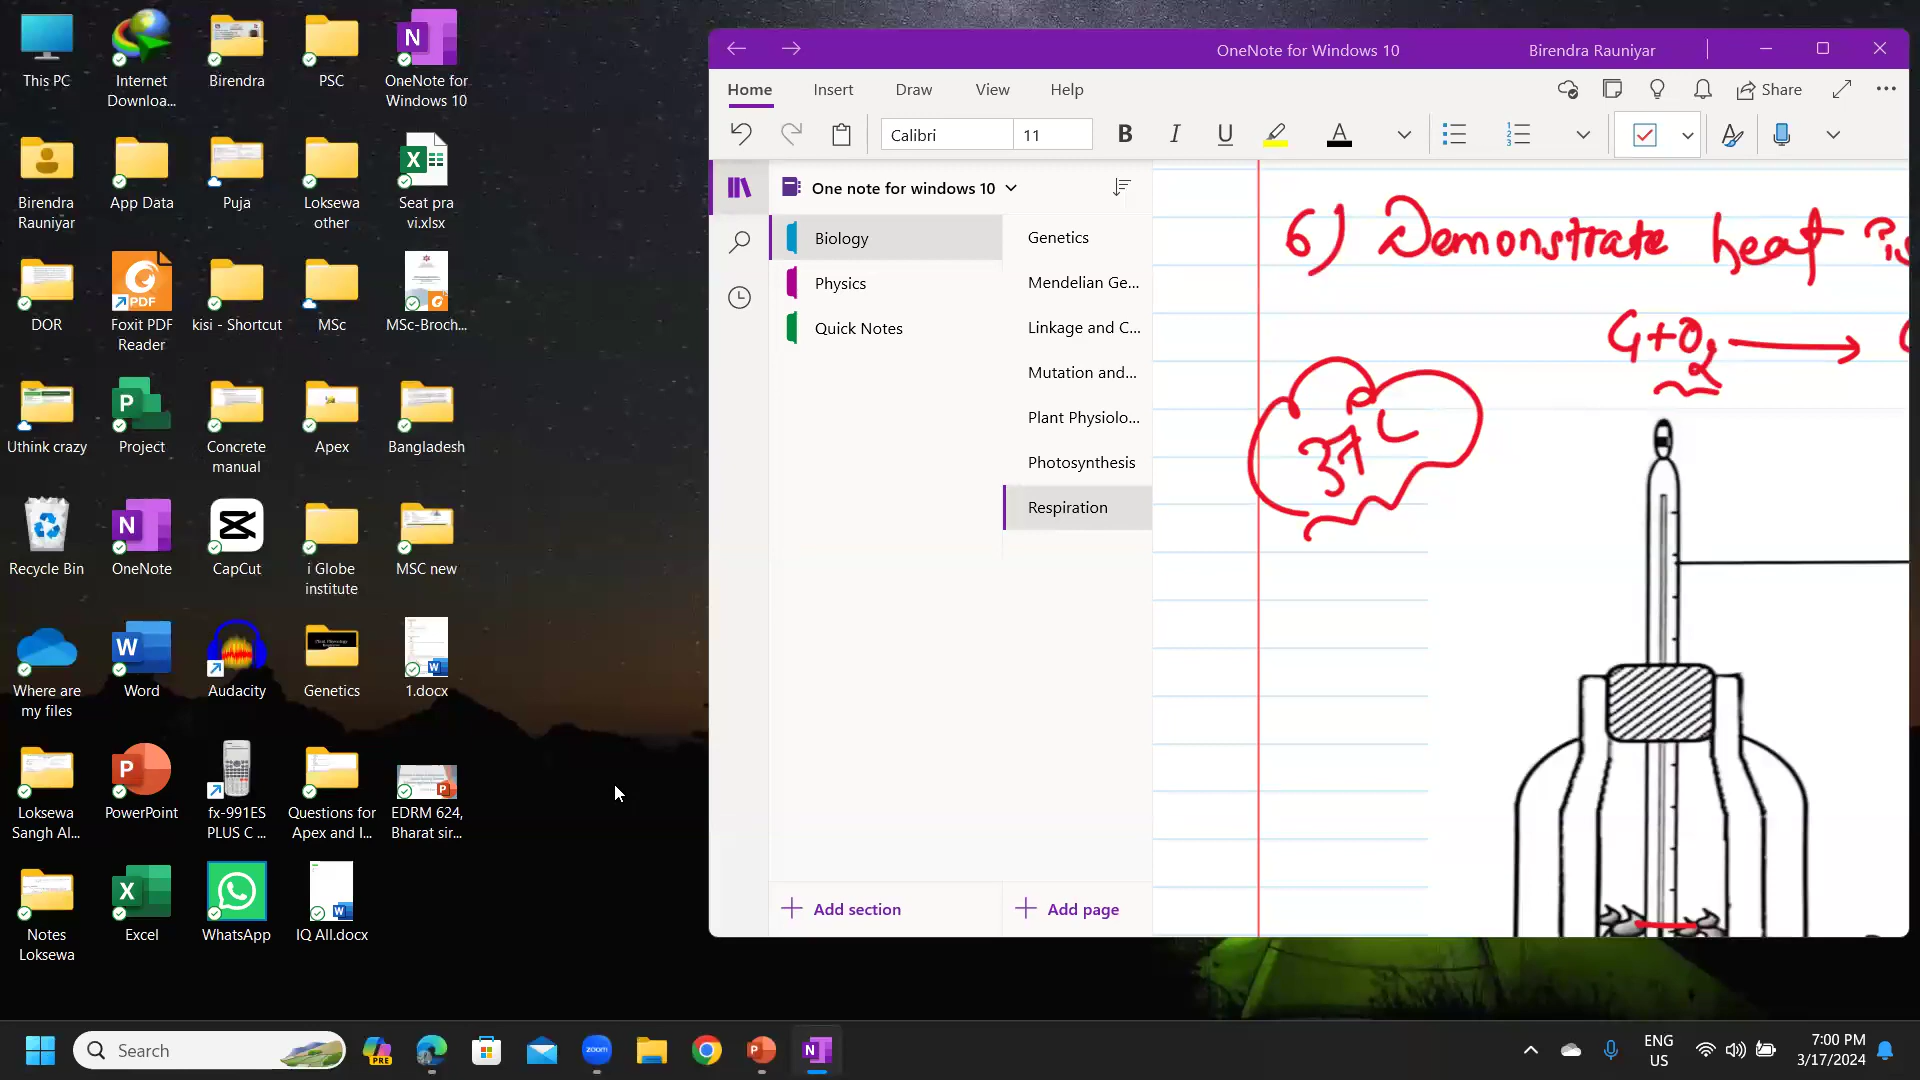 This PC
Internet Downloa...
Birendra
PSC
OneNote for Windows 10
Birendra Rauniyar
App Data
Puja
Loksewa other
Seat pra vi.xlsx
DOR
Foxit PDF Reader
kisi - Shortcut
MSc
MSc-Broch...
Uthink crazy
Project
Concrete manual
Apex
Bangladesh
Recycle Bin
OneNote
CapCut
i Globe institute
MSC new
Where are my files
Word
Audacity
Genetics
1.docx
Loksewa Sangh Al...
PowerPoint
fx-991ES PLUS C ...
Questions for Apex and I...
EDRM 624, Bharat sir...
Notes Loksewa
Excel
WhatsApp
IQ All.docx
OneNote for Windows 10
Birendra Rauniyar
Home
Insert
Draw
View
Help
Share
Calibri
11
B
I
U
A
One note for windows 10
Biology
Physics
Quick Notes
Genetics
Mendelian Ge...
Linkage and C...
Mutation and...
Plant Physiolo...
Photosynthesis
Respiration
Add section
Add page
6) Demonstrate heat
G+O2
37°C
Search
PRE
zoom
ENG
US
7:00 PM
3/17/2024